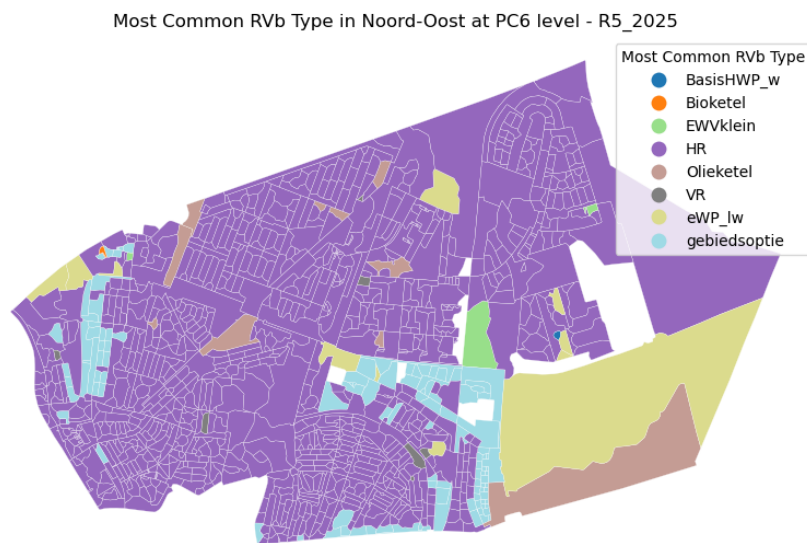 Most Common RVb Type in Noord-Oost at PC6 level - R5_2025
Most Common RVb Type
BasisHWP_w
Bioketel
EWVklein
HR
Olieketel
VR
eWP_lw
gebiedsoptie